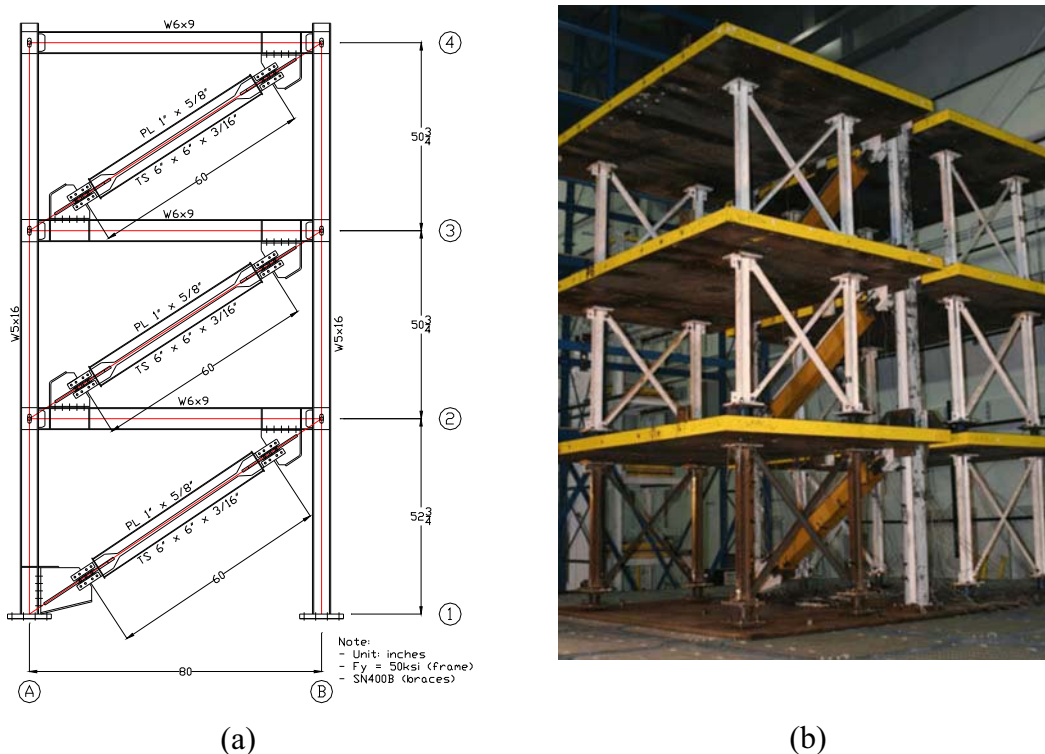 W6x9
4
PL 1" x 5/8"
TS 6" x 6" x 3/16"
60
50 3/4
W6x9
3
PL 1" x 5/8"
TS 6" x 6" x 3/16"
60
50 3/4
W5x16
W5x16
W6x9
2
PL 1" x 5/8"
TS 6" x 6" x 3/16"
60
52 3/4
1
Note:
- Unit: inches
- Fy = 50ksi (frame)
- SN400B (braces)
80
A
B
(a)
(b)